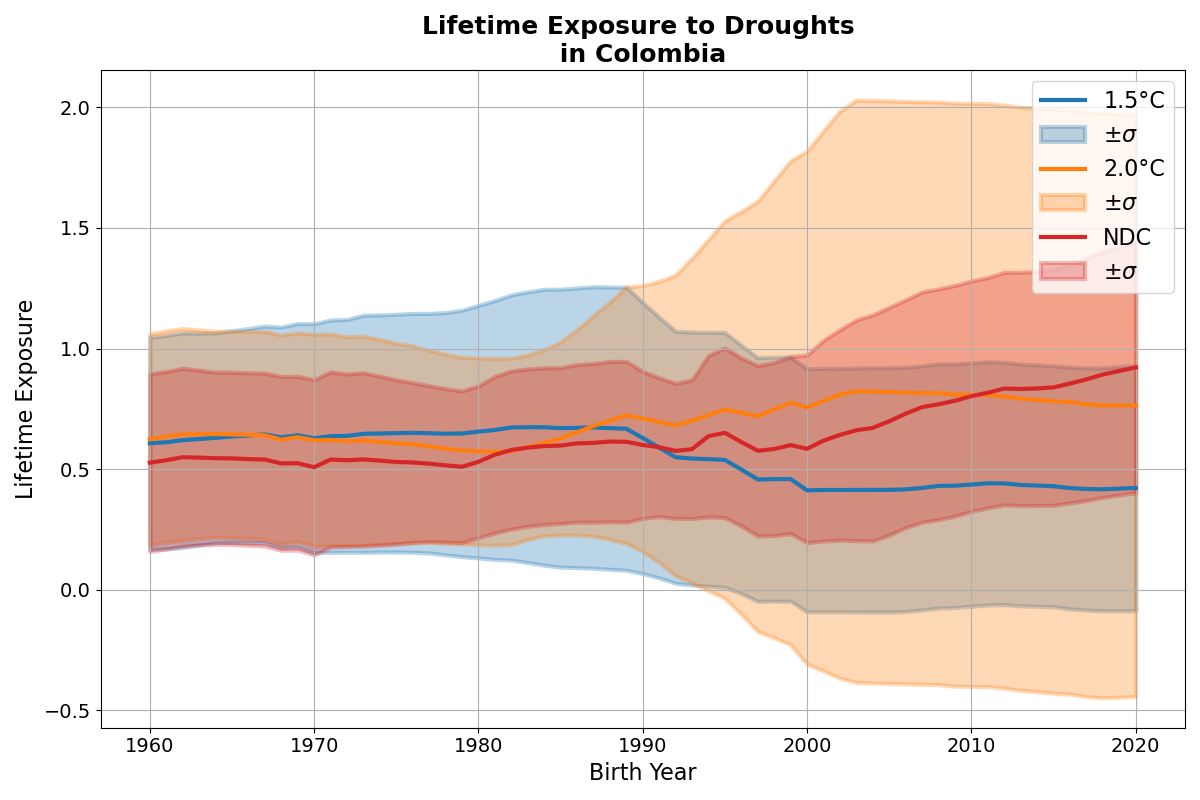 Lifetime Exposure to Droughts
in Colombia
Lifetime Exposure
2.0
1.5
1.0
0.5
0.0
−0.5
1.5°C
±σ
2.0°C
±σ
NDC
±σ
1960
1970
1980
1990
2000
2010
2020
Birth Year